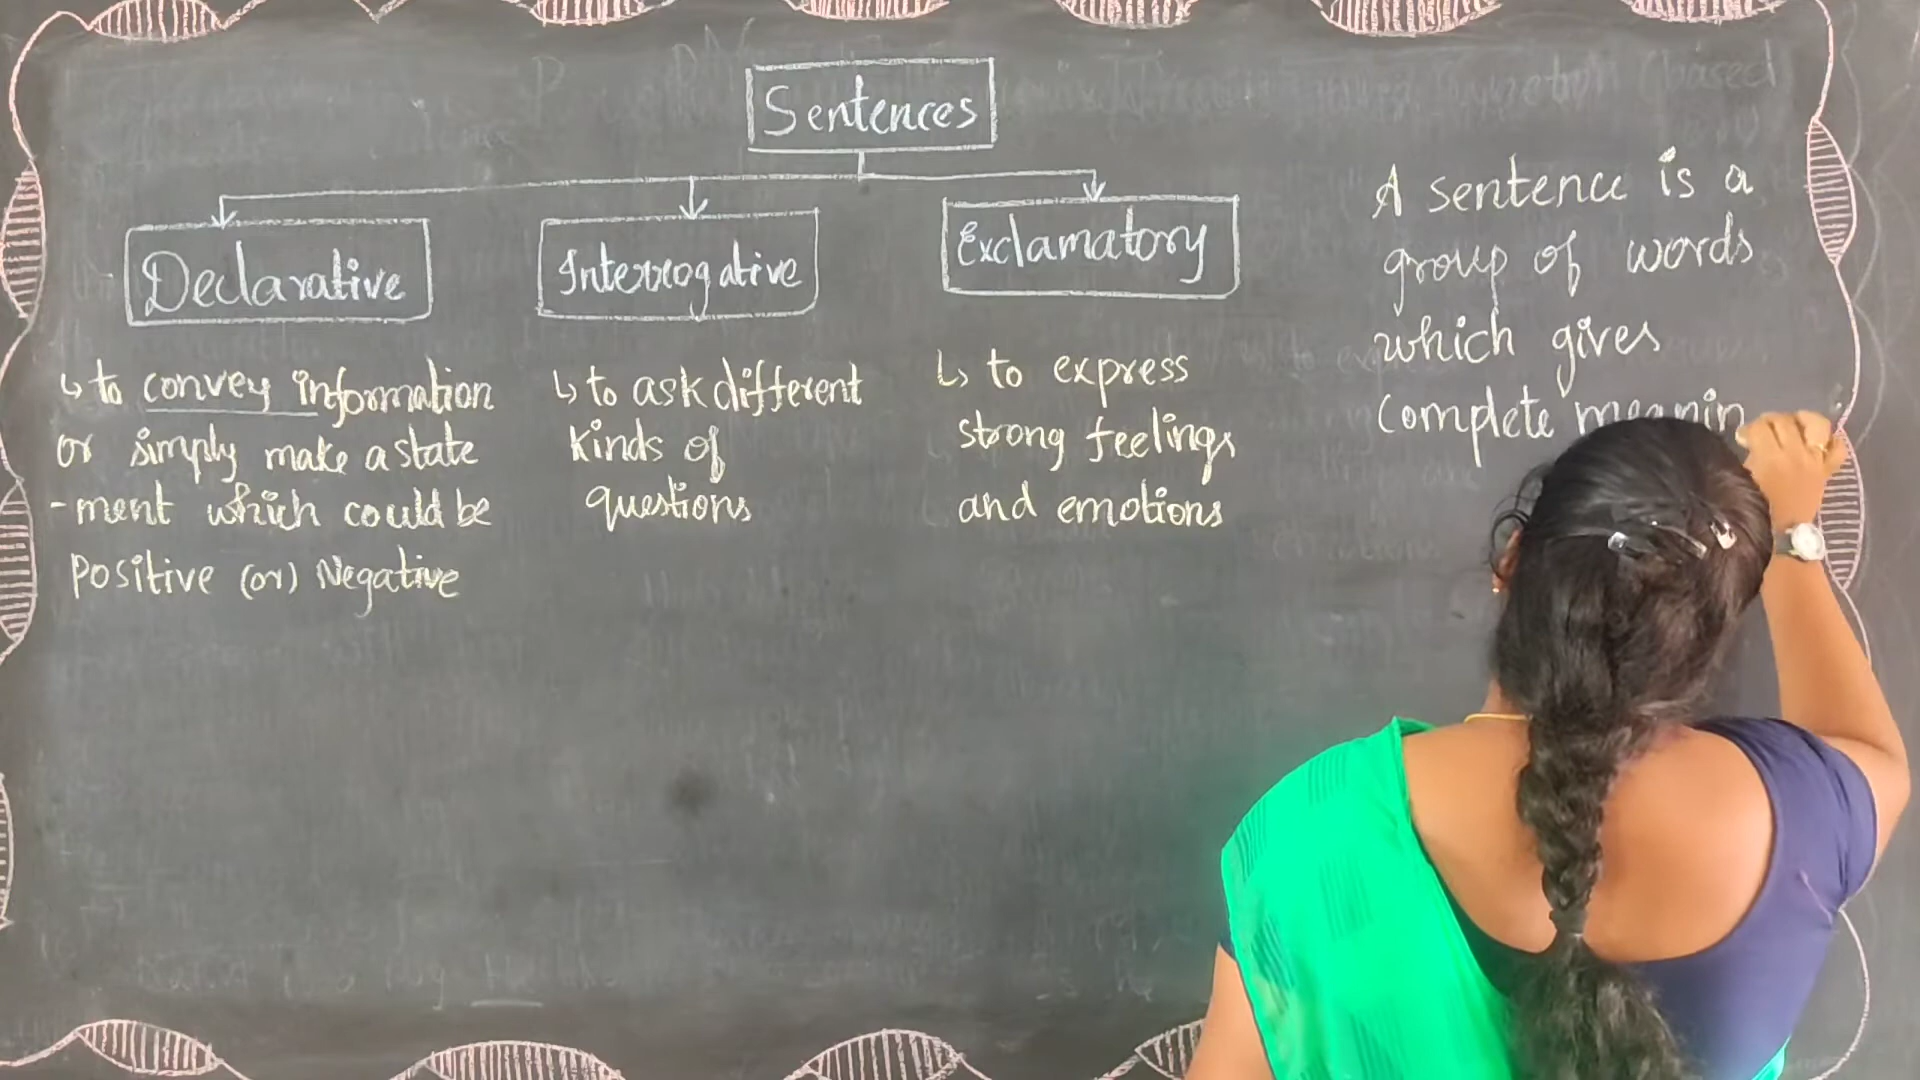 Sentences
Declarative
↳ to convey information
or simply make a state
-ment which could be
Positive (or) Negative
Interrogative
↳ to ask different
kinds of
questions
Exclamatory
↳ to express
strong feelings
and emotions
A sentence is a
group of words
which gives
complete meanin